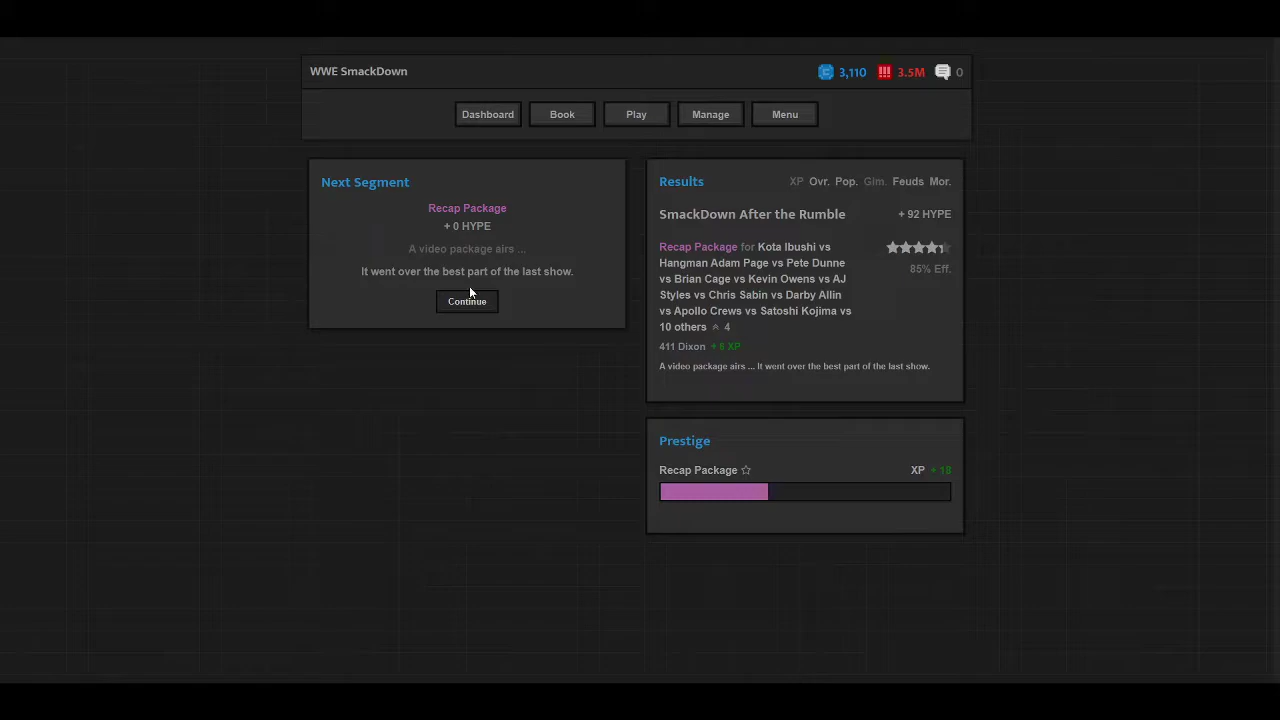 WWE SmackDown
3,110
3.5M
0
Dashboard
Book
Play
Manage
Menu
Next Segment
Recap Package
+ 0 HYPE
A video package airs ...
It went over the best part of the last show.
Continue
Results
XP Ovr. Pop. Gim. Feuds Mor.
SmackDown After the Rumble
+ 92 HYPE
Recap Package for Kota Ibushi vs
Hangman Adam Page vs Pete Dunne
vs Brian Cage vs Kevin Owens vs AJ
Styles vs Chris Sabin vs Darby Allin
vs Apollo Crews vs Satoshi Kojima vs
10 others 4
85% Eff.
411 Dixon + 6 XP
A video package airs ... It went over the best part of the last show.
Prestige
Recap Package
XP + 18